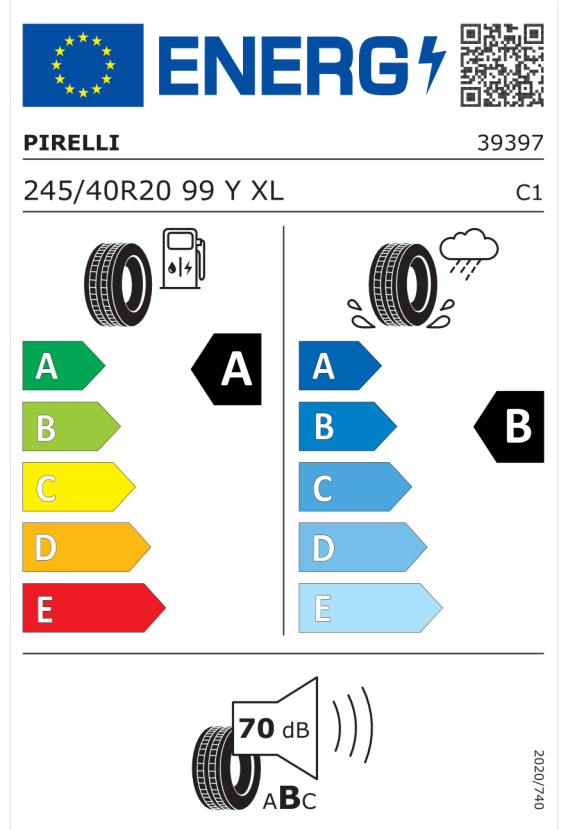 ENERG
PIRELLI 39397
245/40R20 99 Y XL C1
A A A
B B B
C C
D D
E E
70 dB
ABC
2020/740